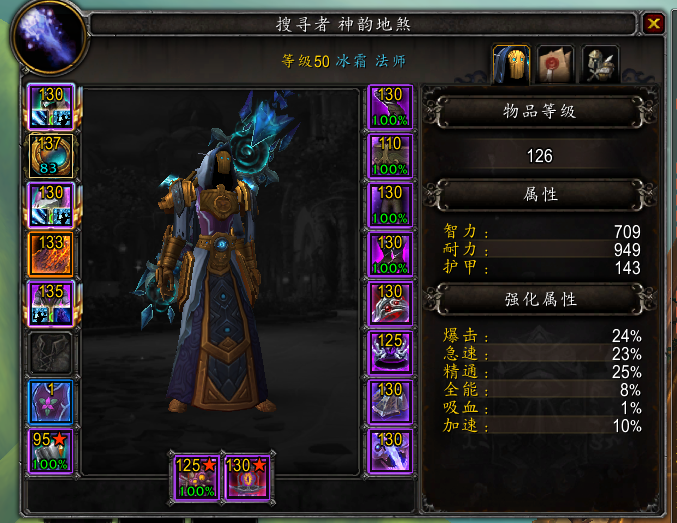 搜寻者 神韵地煞
等级50 冰霜 法师
130
137
83
130
133
135
1
95
100%
130
100%
110
100%
130
100%
130
100%
130
125
130
130
125
100%
130
物品等级
126
属性
智力: 709
耐力: 949
护甲: 143
强化属性
爆击: 24%
急速: 23%
精通: 25%
全能: 8%
吸血: 1%
加速: 10%